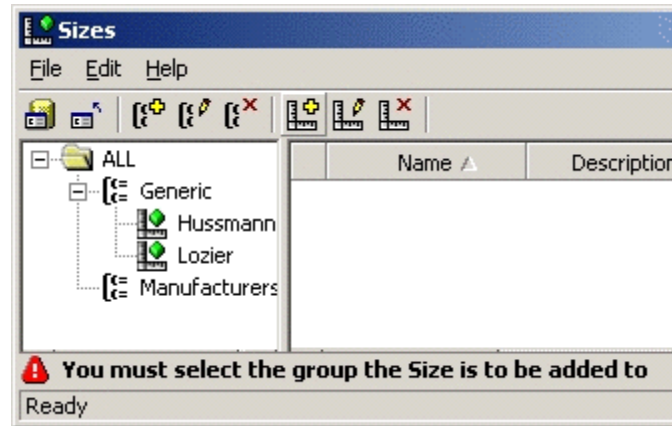 Sizes
File Edit Help
ALL
Generic
Hussmann
Lozier
Manufacturers
Name Description
You must select the group the Size is to be added to
Ready